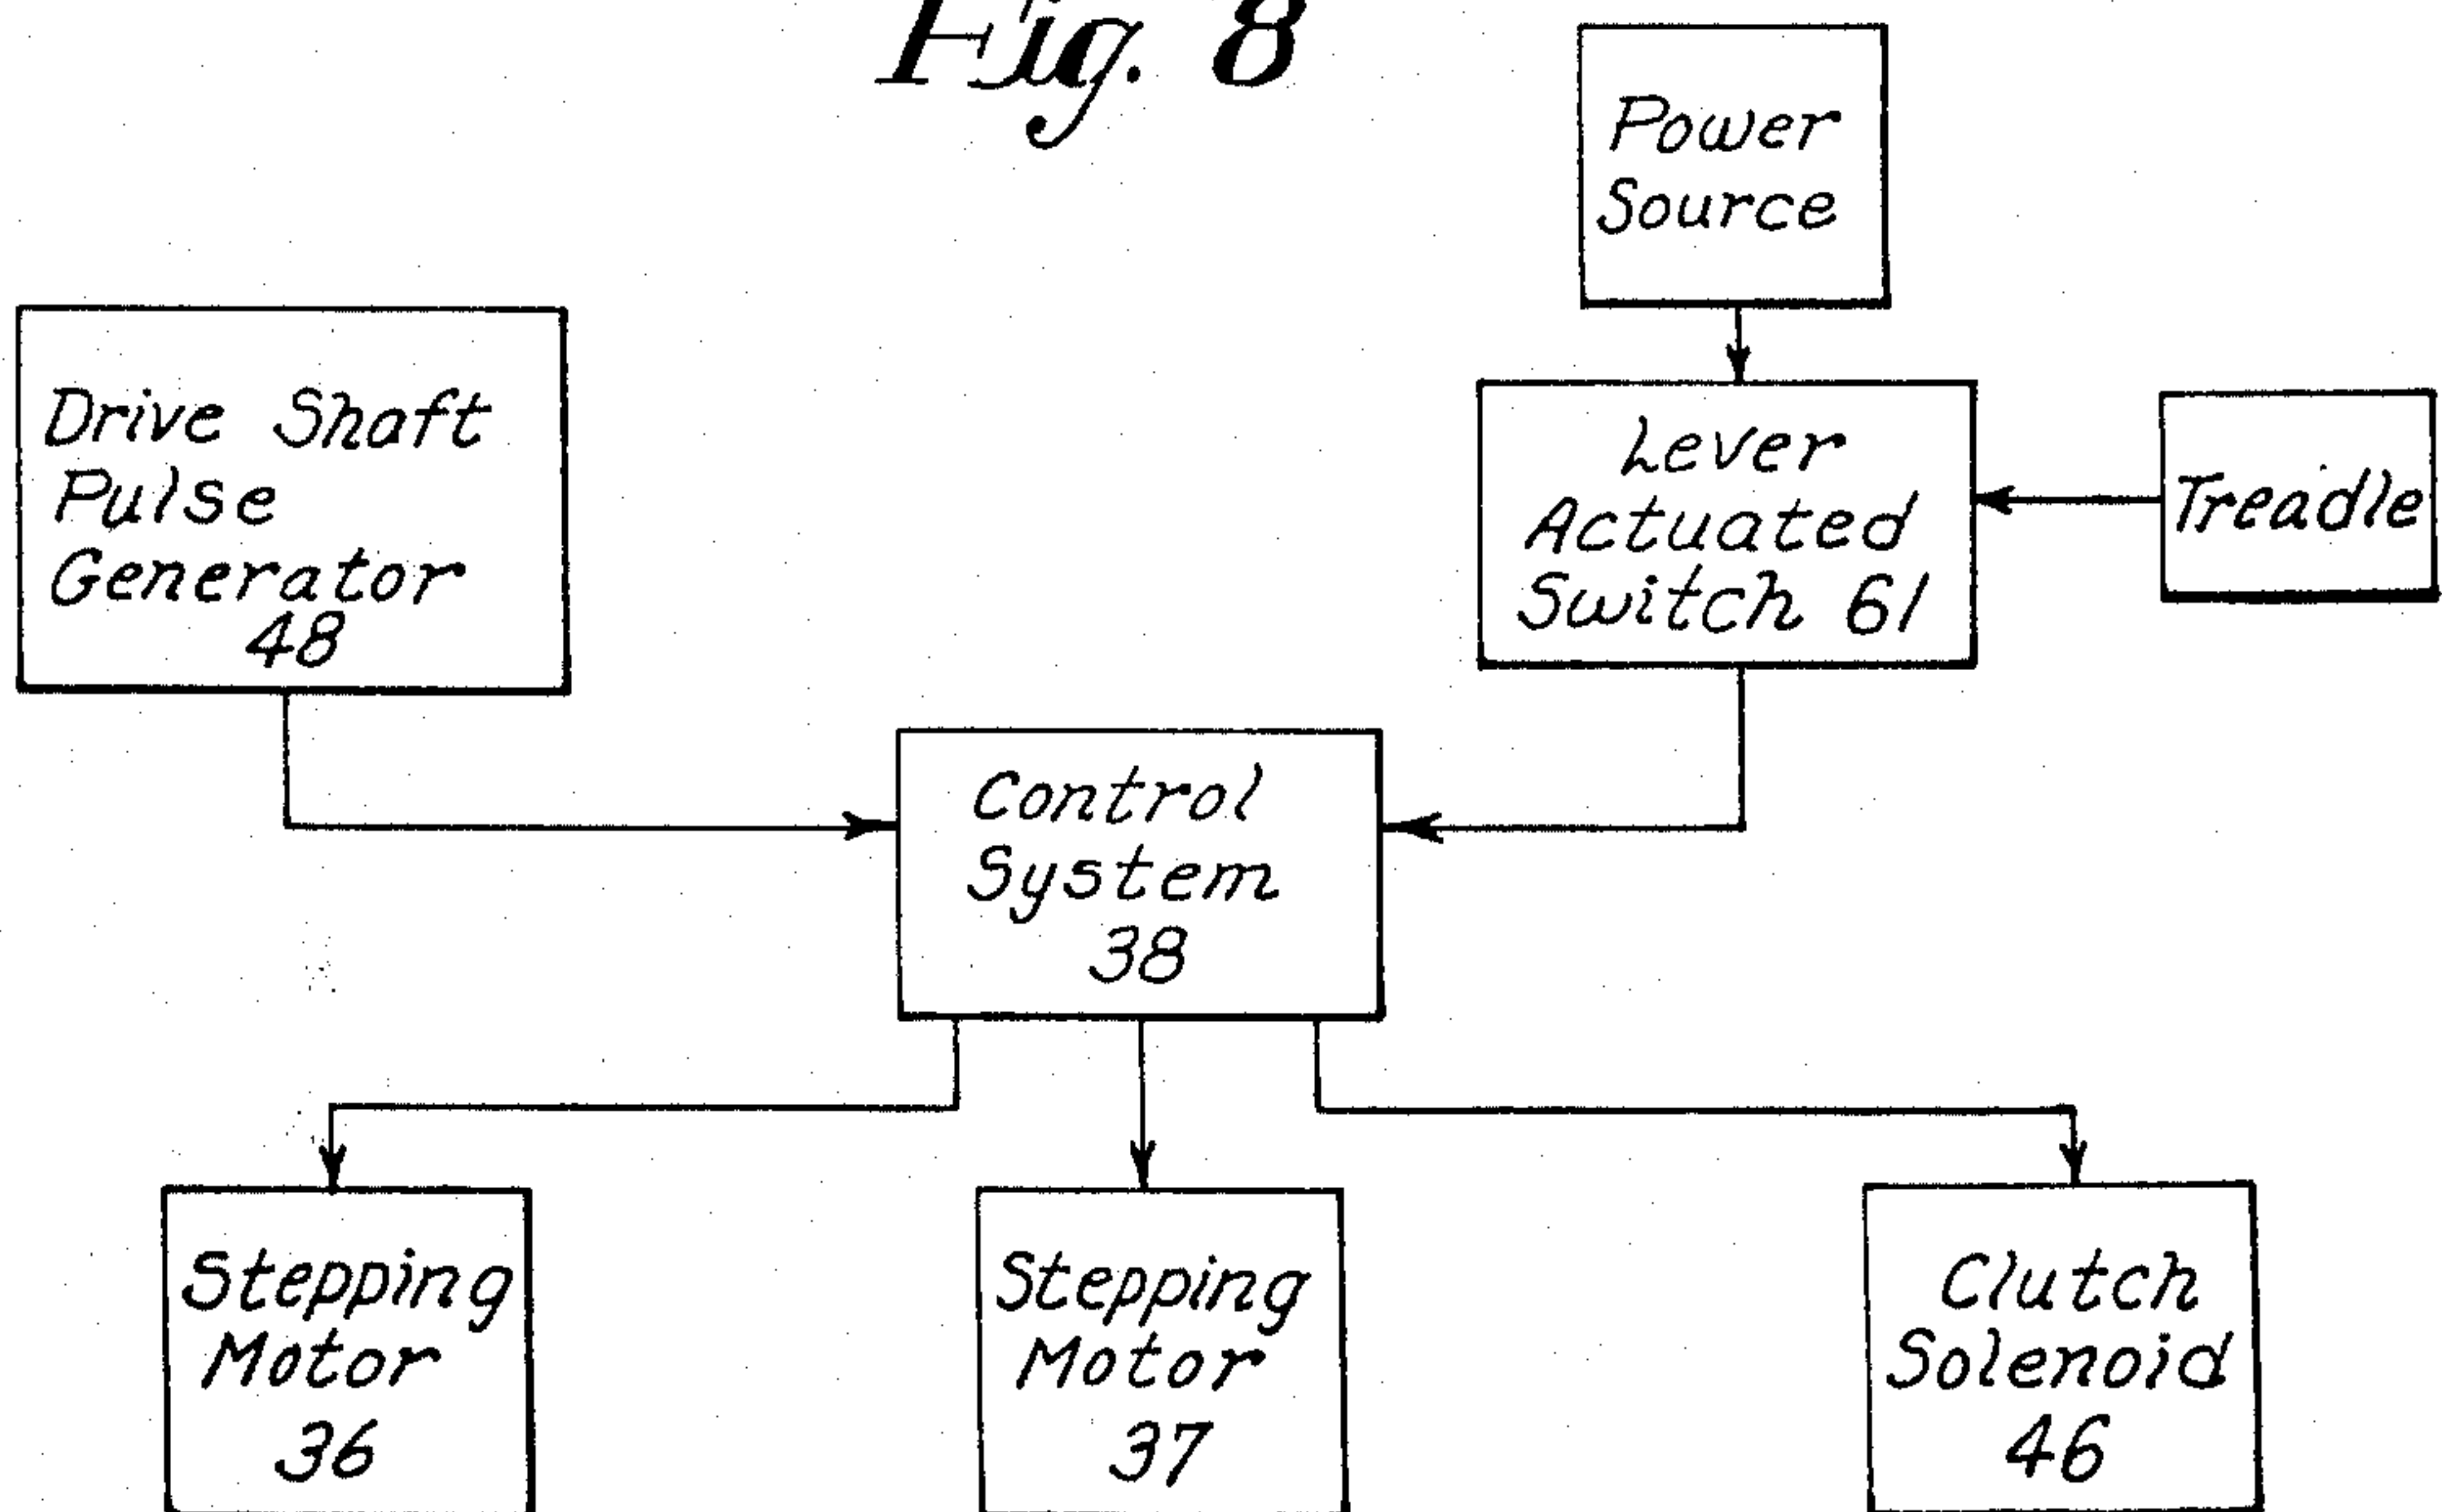 Fig. 8
Power
Source
Drive Shaft
Pulse
Generator
48
Lever
Actuated
Switch 61
Treadle
Control
System
38
Stepping
Motor
36
Stepping
Motor
37
Clutch
Solenoid
46